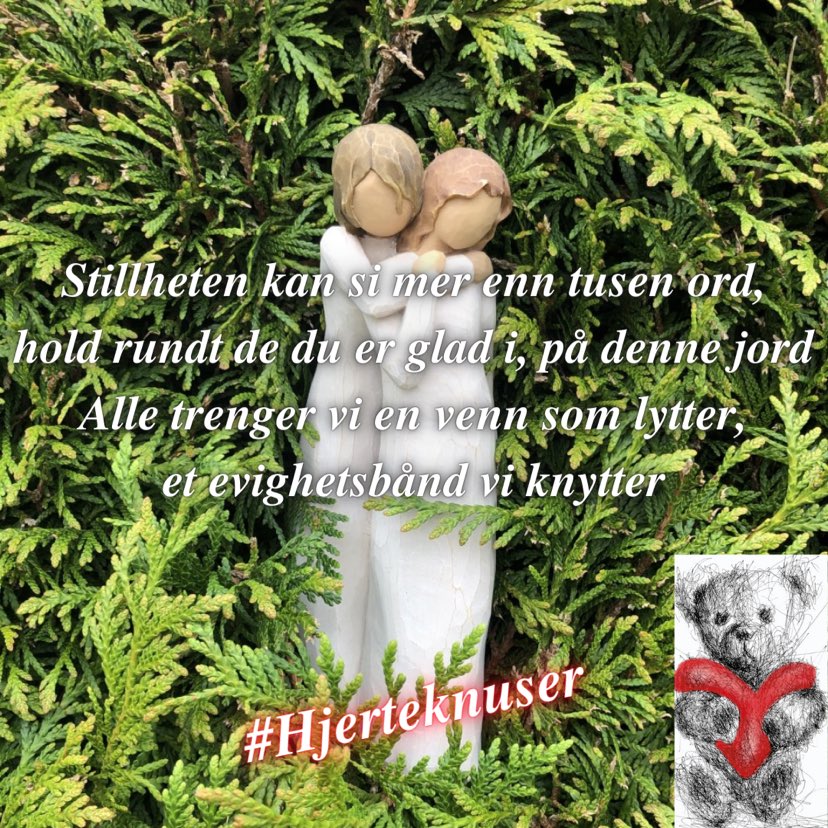 Stillheten kan si mer enn tusen ord,
hold rundt de du er glad i, på denne jord
Alle trenger vi en venn som lytter,
et evighetsbånd vi knytter
#Hjerteknuser